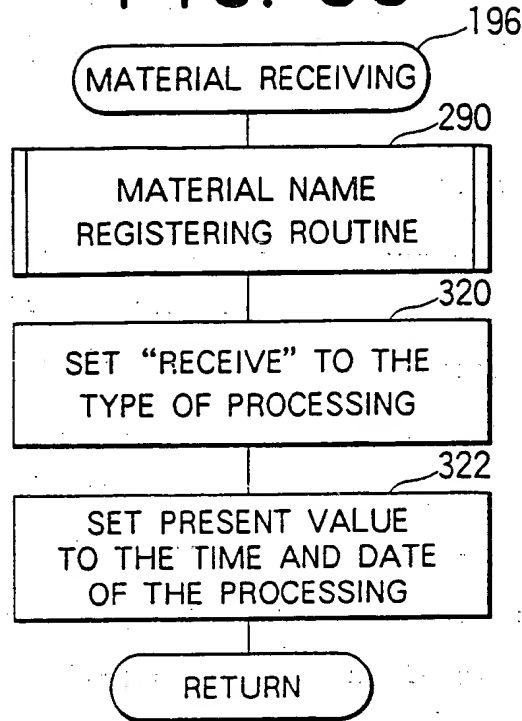 196
MATERIAL RECEIVING
290
MATERIAL NAME
REGISTERING ROUTINE
320
SET “RECEIVE” TO THE
TYPE OF PROCESSING
322
SET PRESENT VALUE
TO THE TIME AND DATE
OF THE PROCESSING
RETURN